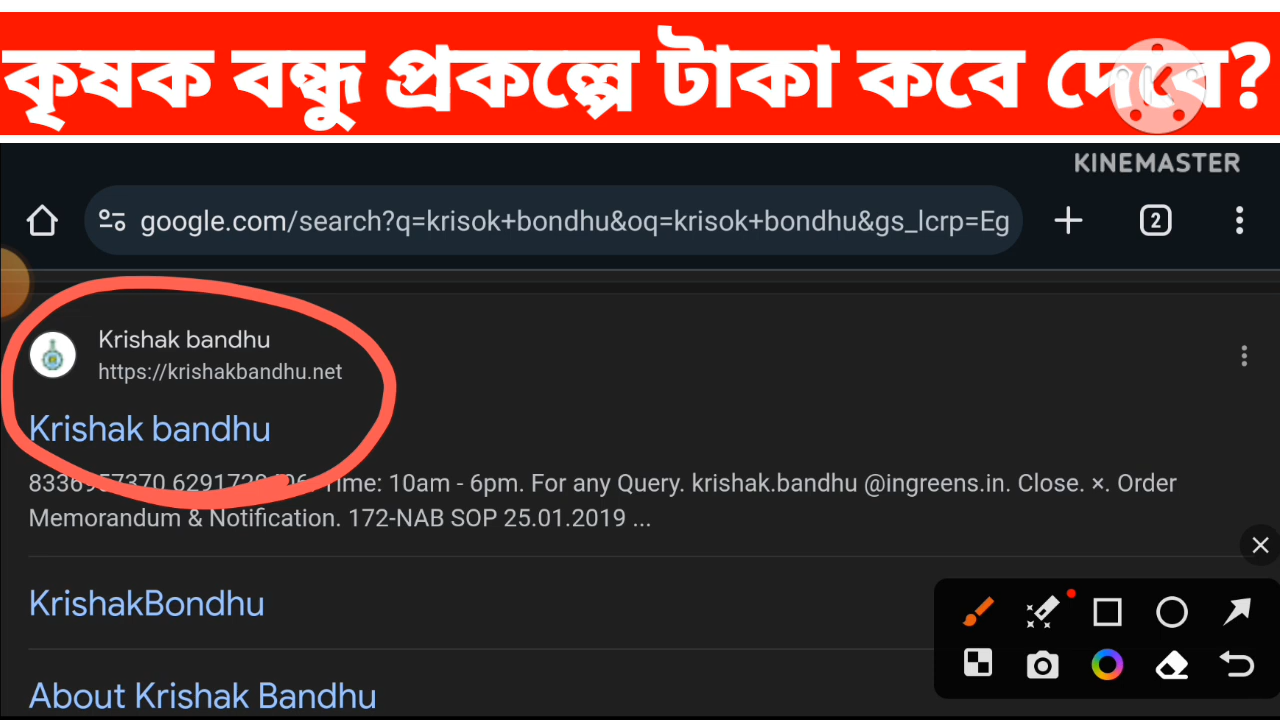 কৃষক বন্ধু প্রকল্পে টাকা কবে দেবে?
KINEMASTER
google.com/search?q=krisok+bondhu&oq=krisok+bondhu&gs_lcrp=Eg
2
Krishak bandhu
https://krishakbandhu.net
Krishak bandhu
Time: 10am - 6pm. For any Query. krishak.bandhu @ingreens.in. Close. ×. Order
Memorandum & Notification. 172-NAB SOP 25.01.2019 ...
KrishakBondhu
About Krishak Bandhu